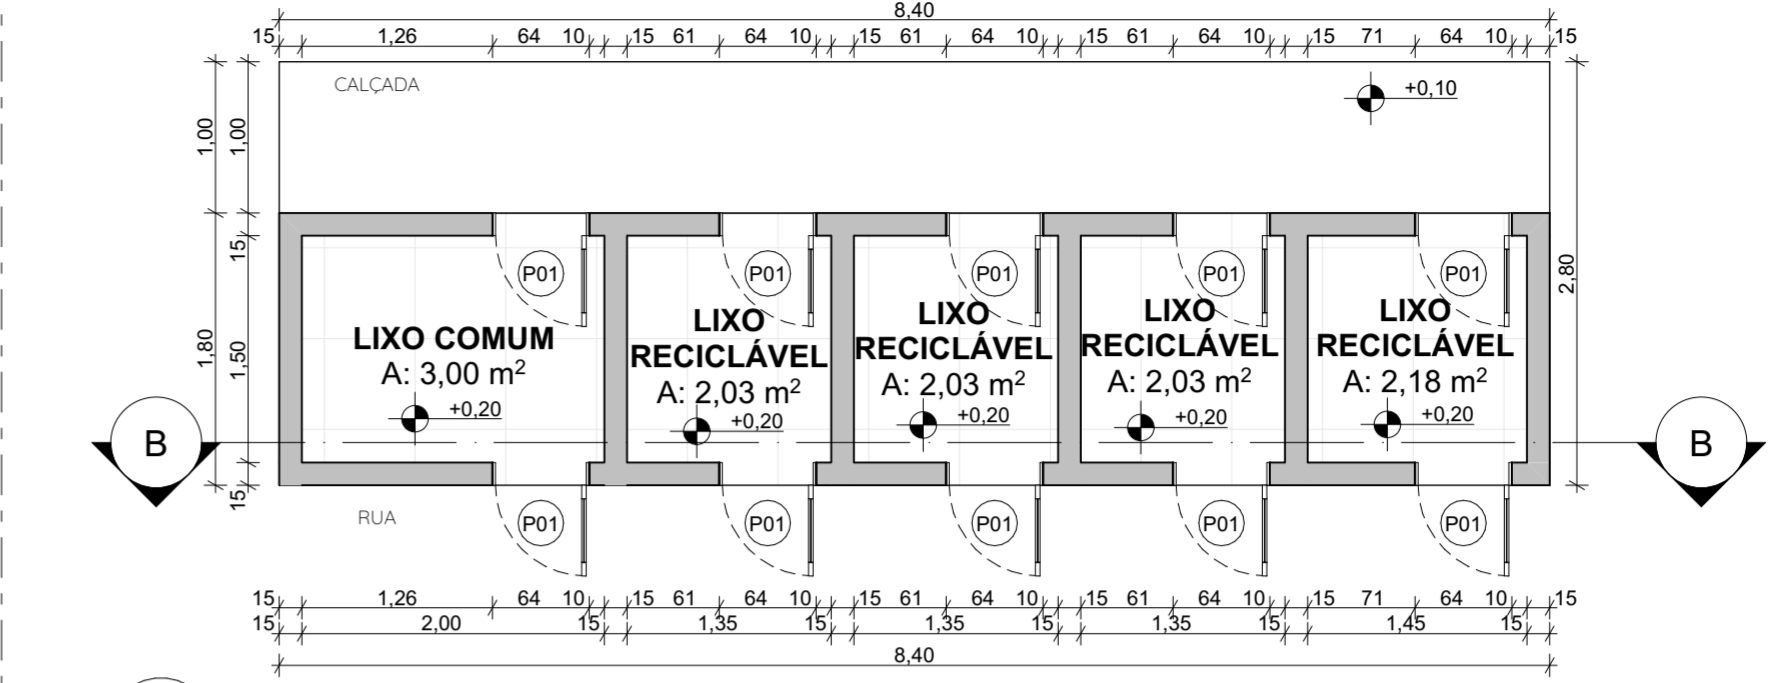 8,40
15 1,26 64 10 15 61 64 10 15 61 64 10 15 61 64 10 15 71 64 10 15
CALÇADA
+0,10
1,00 1,00
15
P01 P01 P01 P01 P01
2,80
LIXO COMUM
A: 3,00 m²
+0,20
LIXO
RECICLÁVEL
A: 2,03 m²
+0,20
LIXO
RECICLÁVEL
A: 2,03 m²
+0,20
LIXO
RECICLÁVEL
A: 2,03 m²
+0,20
LIXO
RECICLÁVEL
A: 2,18 m²
+0,20
1,80 1,50
B B
15
RUA
P01 P01 P01 P01 P01
15 1,26 64 10 15 61 64 10 15 61 64 10 15 61 64 10 15 71 64 10 15
15 2,00 15 1,35 15 1,35 15 1,35 15 1,45 15
8,40